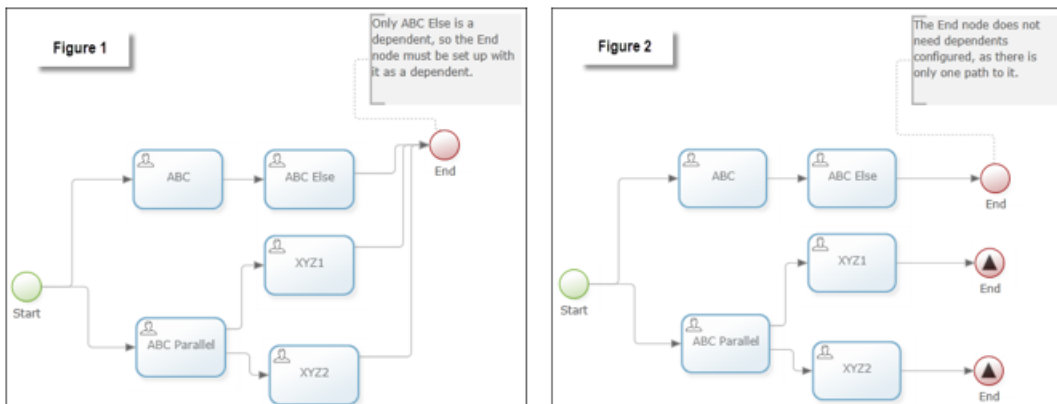 Figure 1
Only ABC Else is a
dependent, so the End
node must be set up with
it as a dependent.
ABC
ABC Else
End
XYZ1
Start
ABC Parallel
XYZ2
Figure 2
The End node does not
need dependents
configured, as there is
only one path to it.
ABC
ABC Else
End
XYZ1
End
Start
ABC Parallel
XYZ2
End